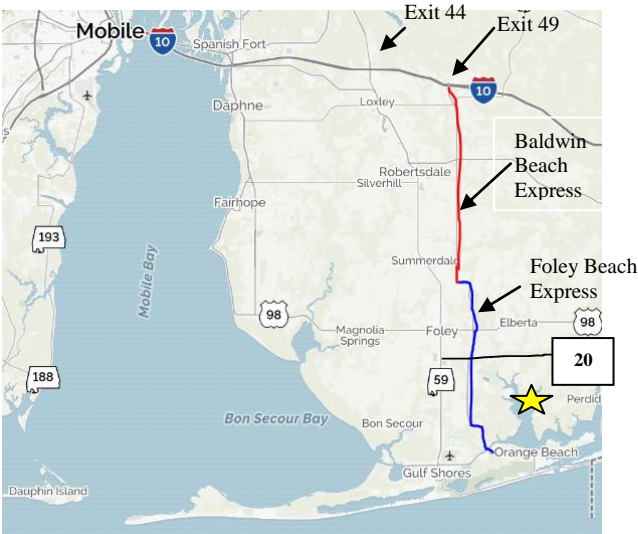 Exit 44
Exit 49
Mobile
10
Spanish Fort
10
Daphne
Loxley
Baldwin
Beach
Express
Robertsdale
Silverhill
Fairhope
193
Mobile Bay
Summerdale
Foley Beach
Express
98
Elberta
98
Magnolia
Springs
Foley
20
188
59
Perdid
Bon Secour Bay
Bon Secour
Orange Beach
Gulf Shores
Dauphin Island